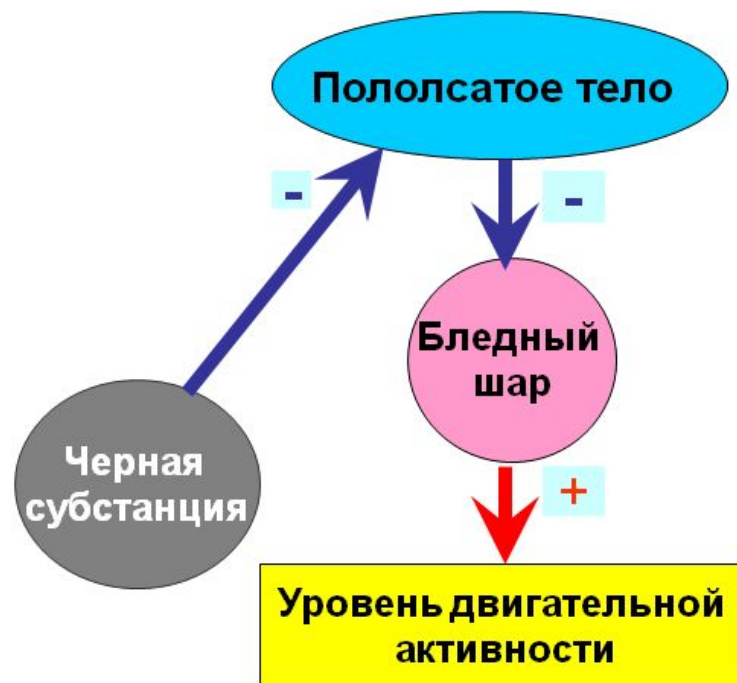 Пололсатое тело
-
-
Бледный
шар
Черная
субстанция
+
Уровень двигательной
активности